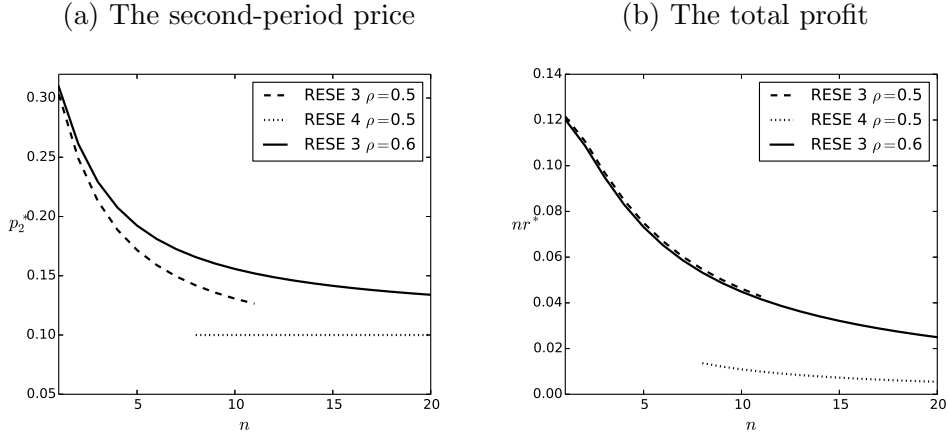 (a) The second-period price
(b) The total profit
0.30
0.25
0.20
0.15
0.10
0.05
p₂*
5
10
15
20
n
RESE 3 ρ=0.5
RESE 4 ρ=0.5
RESE 3 ρ=0.6
0.14
0.12
0.10
0.08
0.06
0.04
0.02
0.00
nr*
5
10
15
20
n
RESE 3 ρ=0.5
RESE 4 ρ=0.5
RESE 3 ρ=0.6